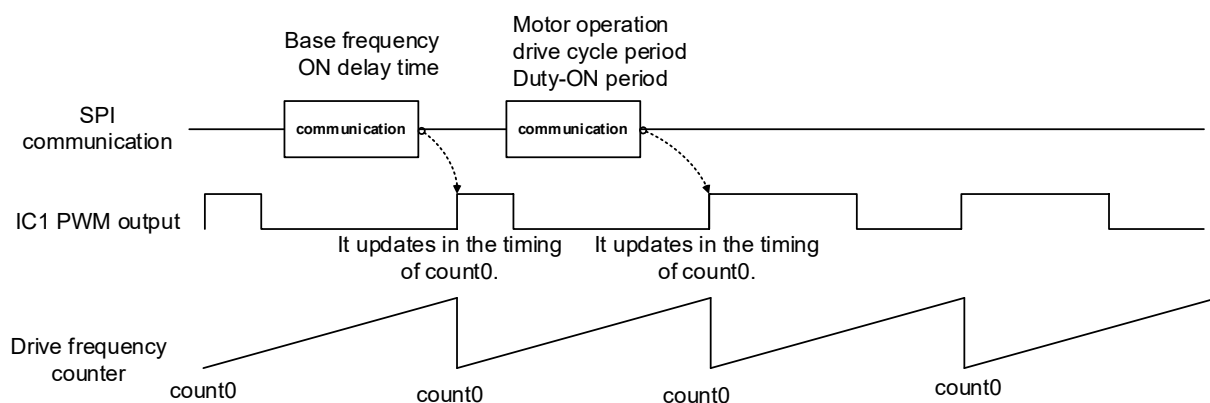 Base frequency
ON delay time
Motor operation
drive cycle period
Duty-ON period
SPI
communication
communication
communication
IC1 PWM output
It updates in the timing
of count0.
It updates in the timing
of count0.
Drive frequency
counter
count0
count0
count0
count0